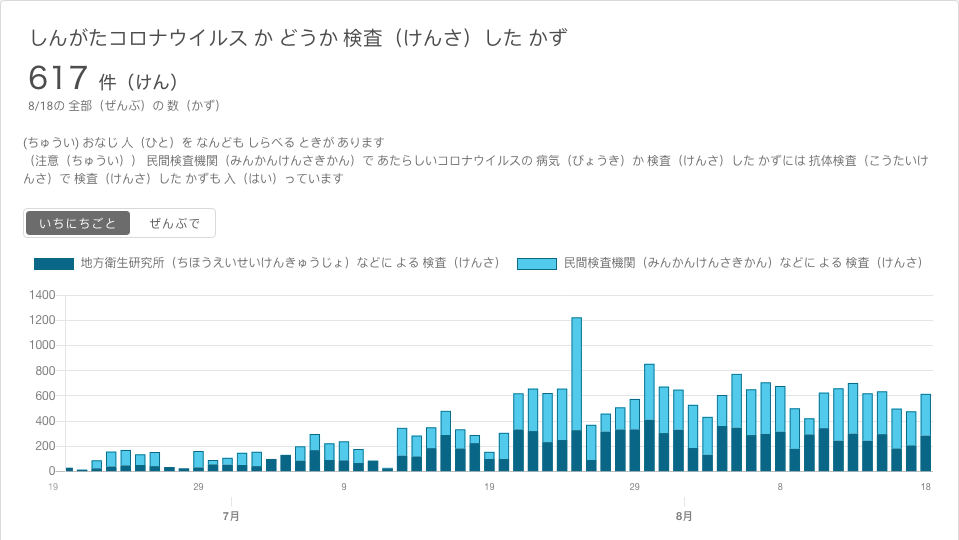 しんがたコロナウイルス か どうか 検査（けんさ）した かず
617 件（けん）
8/18の 全部（ぜんぶ）の 数（かず）
(ちゅうい) おなじ 人（ひと）を なんども しらべる ときが あります
（注意（ちゅうい）） 民間検査機関（みんかんけんさきかん）で あたらしいコロナウイルスの 病気（びょうき）か 検査（けんさ）した かずには 抗体検査（こうたいけ
んさ）で 検査（けんさ）した かずも 入（はい）っています
いちにちごと ぜんぶで
地方衛生研究所（ちほうえいせいけんきゅうじょ）などに よる 検査（けんさ） 民間検査機関（みんかんけんさきかん）などに よる 検査（けんさ）
1400
1200
1000
800
600
400
200
0
19 29 9 19 29 8 18
7月 8月